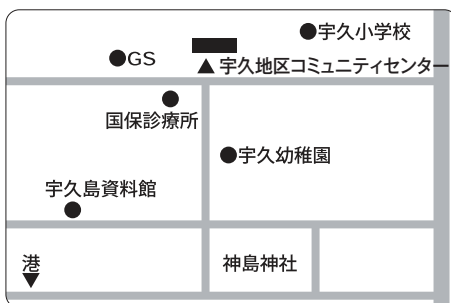 ●宇久小学校
●GS
▲宇久地区コミュニティセンター
国保診療所
●宇久幼稚園
宇久島資料館
港
神島神社